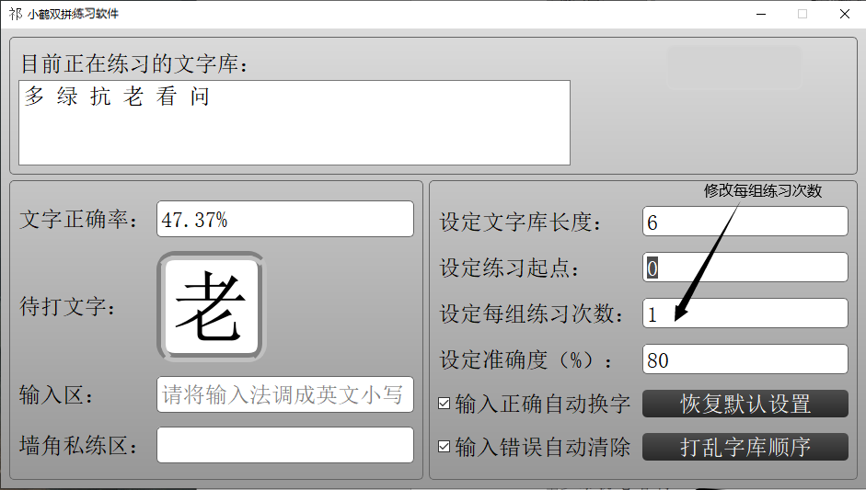 祁 小鹤双拼练习软件
目前正在练习的文字库：
多 绿 抗 老 看 问
修改每组练习次数
文字正确率： 47.37%
待打文字： 老
输入区： 请将输入法调成英文小写
墙角私练区：
设定文字库长度： 6
设定练习起点： 0
设定每组练习次数： 1
设定准确度（%）： 80
输入正确自动换字 恢复默认设置
输入错误自动清除 打乱字库顺序